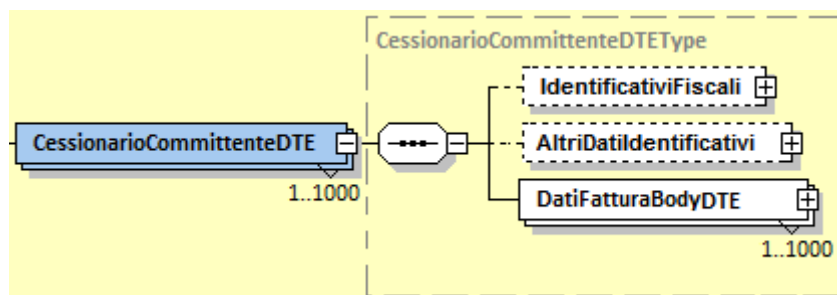 CessionarioCommittenteDTEType
IdentificativiFiscali
CessionarioCommittenteDTE
AltriDatiIdentificativi
1..1000
DatiFatturaBodyDTE
1..1000